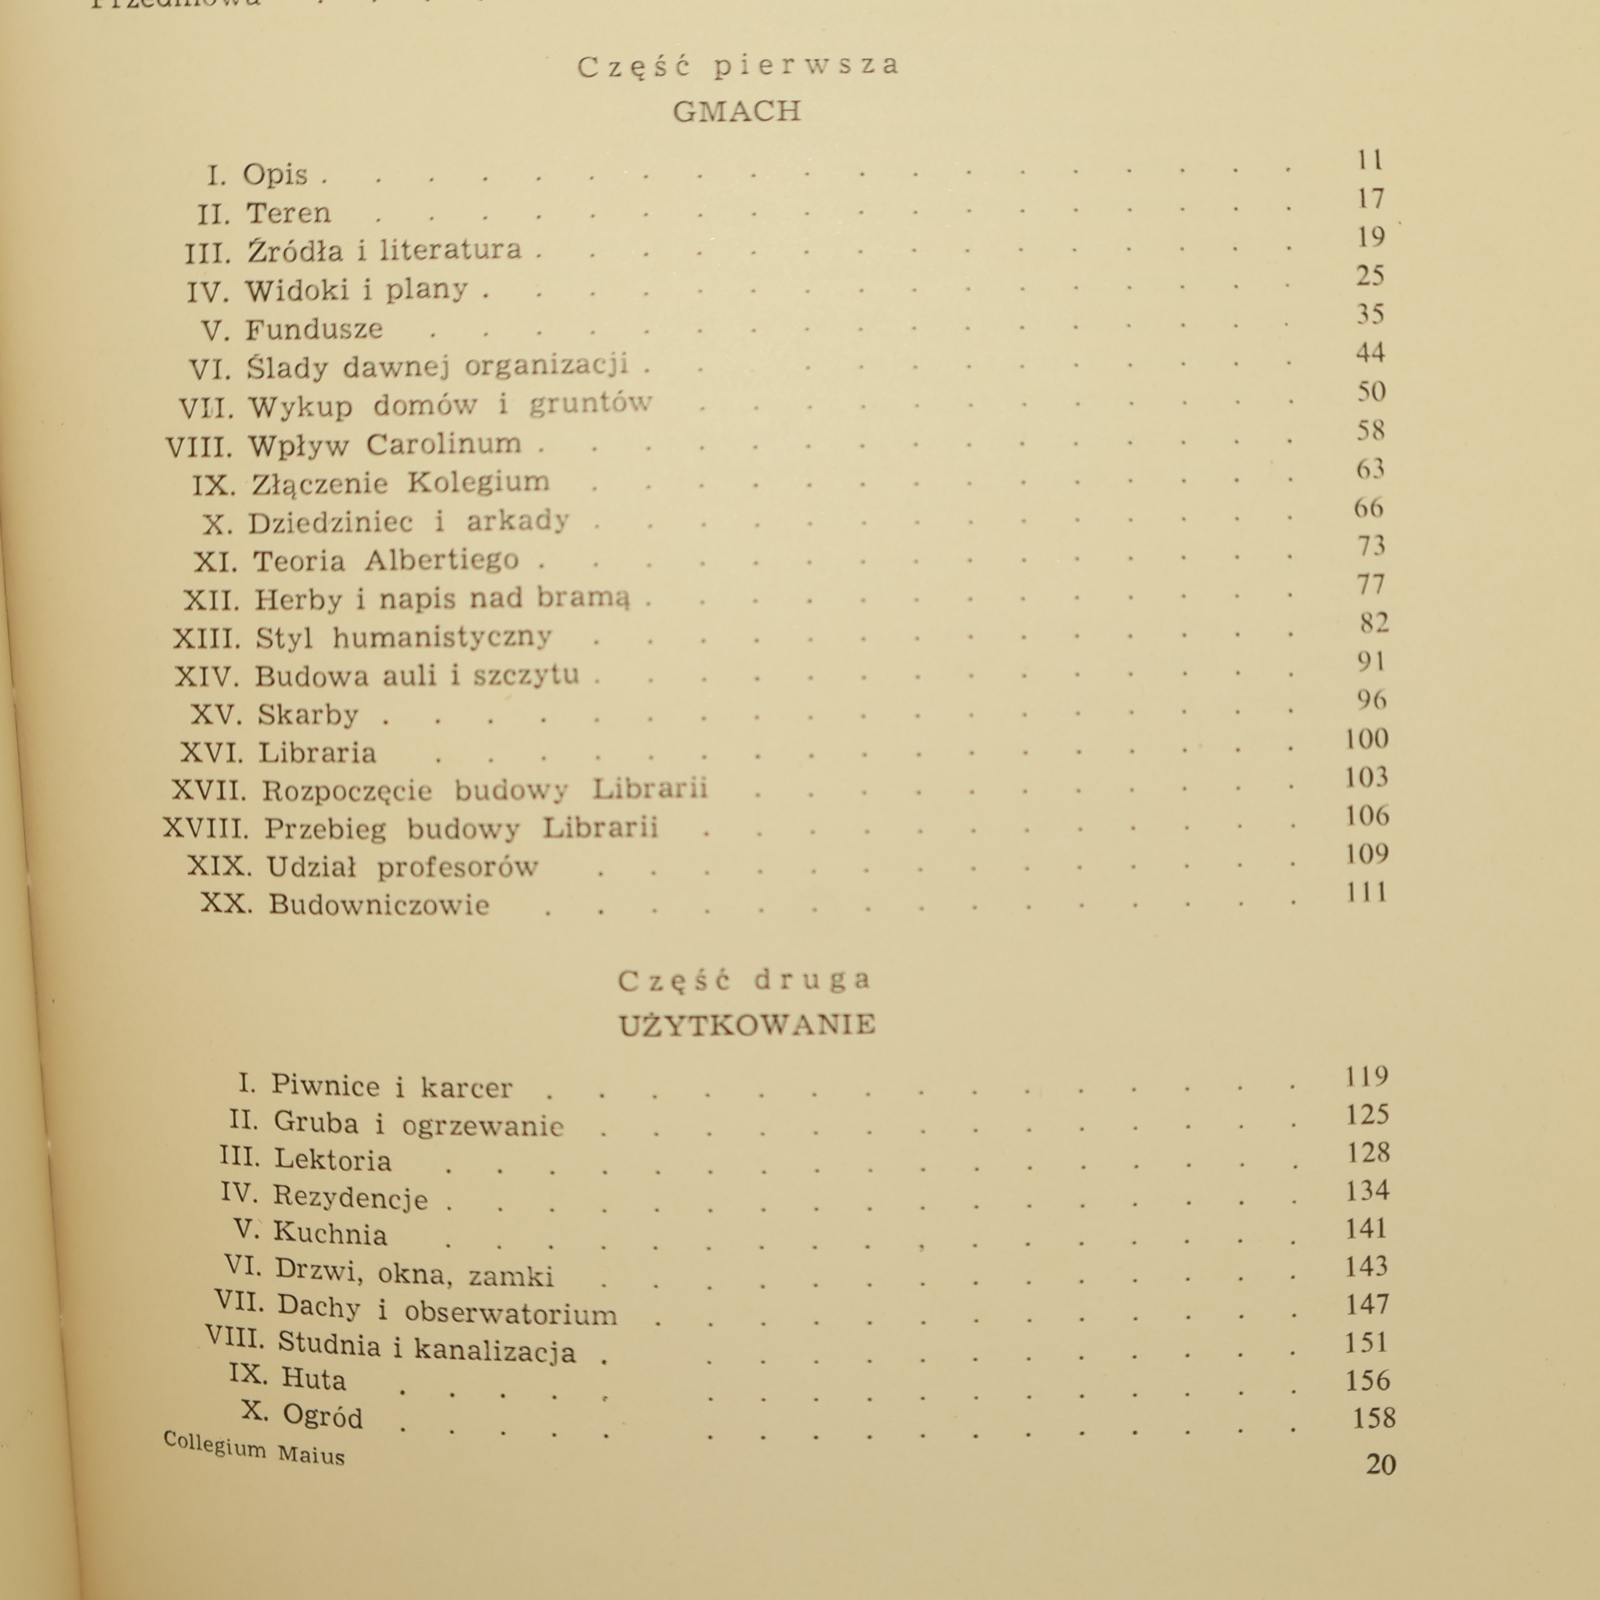 Przedmowa . . . .
Część pierwsza
GMACH
I. Opis . . . . . . . . . . . . . . . . . . . 11
II. Teren . . . . . . . . . . . . . . . . . . 17
III. Źródła i literatura . . . . . . . . . . . . . . . 19
IV. Widoki i plany . . . . . . . . . . . . . . . . 25
V. Fundusze . . . . . . . . . . . . . . . . . 35
VI. Ślady dawnej organizacji . . . . . . . . . . . . 44
VII. Wykup domów i gruntów . . . . . . . . . . . . 50
VIII. Wpływ Carolinum . . . . . . . . . . . . . . . 58
IX. Złączenie Kolegium . . . . . . . . . . . . . . 63
X. Dziedziniec i arkady . . . . . . . . . . . . . . 66
XI. Teoria Albertiego . . . . . . . . . . . . . . . 73
XII. Herby i napis nad bramą . . . . . . . . . . . . . 77
XIII. Styl humanistyczny . . . . . . . . . . . . . . 82
XIV. Budowa auli i szczytu . . . . . . . . . . . . . . 91
XV. Skarby . . . . . . . . . . . . . . . . . . 96
XVI. Libraria . . . . . . . . . . . . . . . . . 100
XVII. Rozpoczęcie budowy Librarii . . . . . . . . . . . 103
XVIII. Przebieg budowy Librarii . . . . . . . . . . . . 106
XIX. Udział profesorów . . . . . . . . . . . . . . 109
XX. Budowniczowie . . . . . . . . . . . . . . . 111
Część druga
UŻYTKOWANIE
I. Piwnice i karcer . . . . . . . . . . . . . . . 119
II. Gruba i ogrzewanie . . . . . . . . . . . . . . 125
III. Lektoria . . . . . . . . . . . . . . . . . 128
IV. Rezydencje . . . . . . . . . . . . . . . . . 134
V. Kuchnia . . . . . . . . . . . . . . . . . 141
VI. Drzwi, okna, zamki . . . . . . . . . . . . . . 143
VII. Dachy i obserwatorium . . . . . . . . . . . . . 147
VIII. Studnia i kanalizacja . . . . . . . . . . . . . 151
IX. Huta . . . . . . . . . . . . . . . . . 156
X. Ogród . . . . . . . . . . . . . . . . . 158
Collegium Maius 20